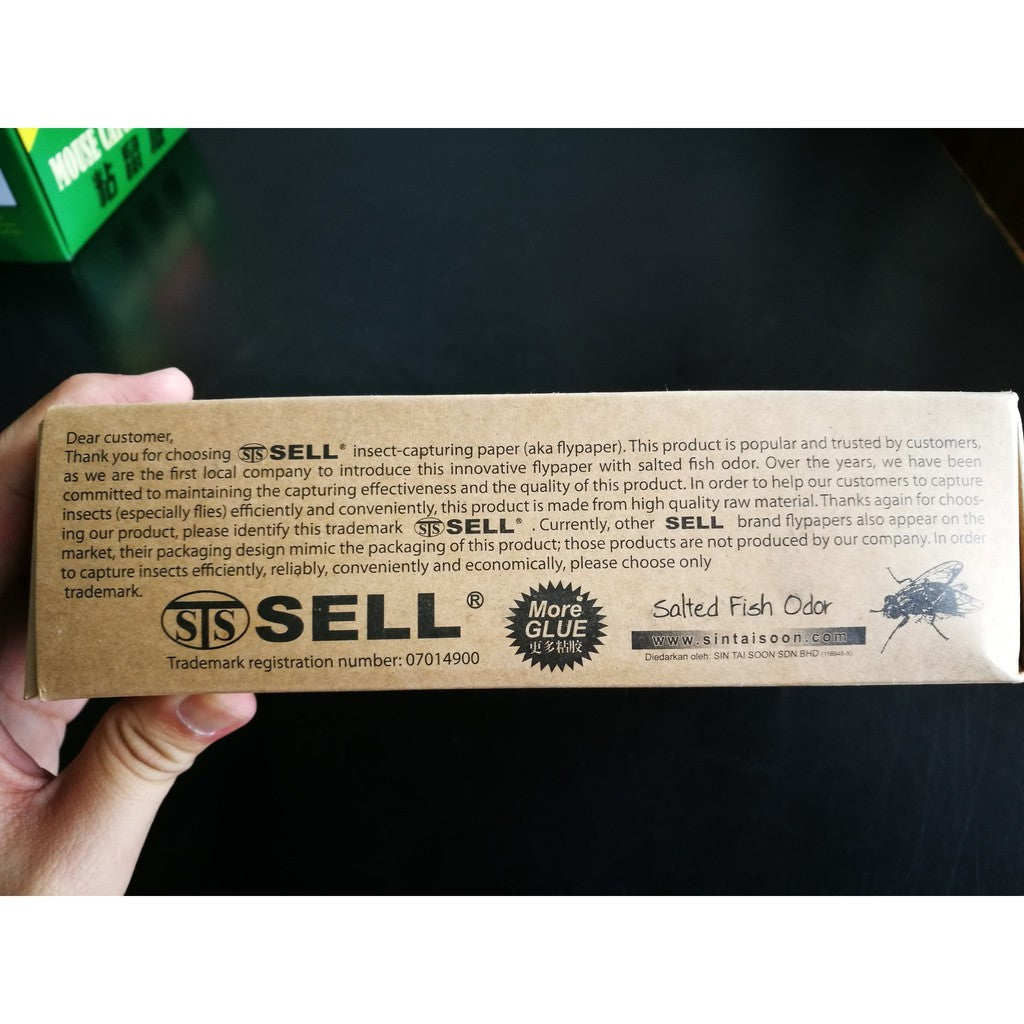 MOUSE
粘鼠
Dear customer,
Thank you for choosing STS SELL® insect-capturing paper (aka flypaper). This product is popular and trusted by customers,
as we are the first local company to introduce this innovative flypaper with salted fish odor. Over the years, we have been
committed to maintaining the capturing effectiveness and the quality of this product. In order to help our customers to capture
insects (especially flies) efficiently and conveniently, this product is made from high quality raw material. Thanks again for choos-
ing our product, please identify this trademark STS SELL® . Currently, other SELL brand flypapers also appear on the
market, their packaging design mimic the packaging of this product; those products are not produced by our company. In order
to capture insects efficiently, reliably, conveniently and economically, please choose only
trademark.
STS SELL®
Trademark registration number: 07014900
More
GLUE
更多粘胶
Salted Fish Odor
www.sintaisoon.com
Diedarkan oleh: SIN TAI SOON SDN BHD